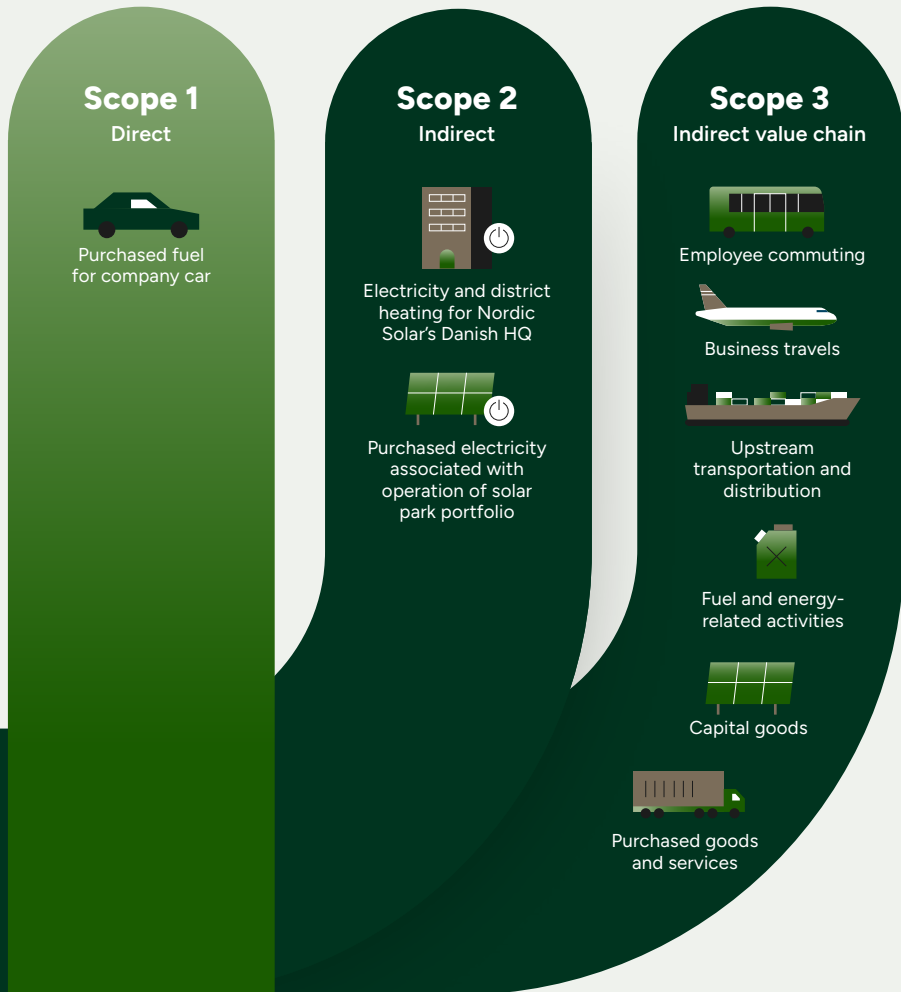 Scope 1
Direct
Purchased fuel
for company car
Scope 2
Indirect
Electricity and district
heating for Nordic
Solar’s Danish HQ
Purchased electricity
associated with
operation of solar
park portfolio
Scope 3
Indirect value chain
Employee commuting
Business travels
Upstream
transportation and
distribution
Fuel and energy-
related activities
Capital goods
Purchased goods
and services